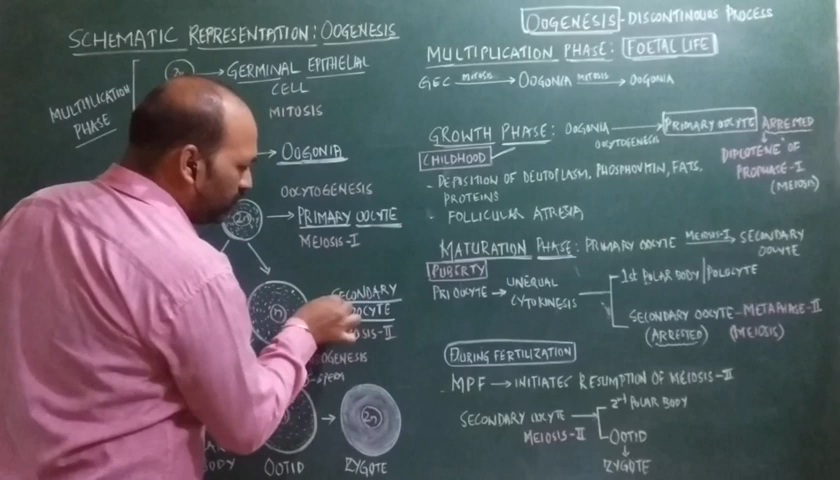 SCHEMATIC REPRESENTATION: OOGENESIS
MULTIPLICATION
PHASE
n
GERMINAL EPITHELIAL
CELL
MITOSIS
OOGONIA
OOCYTOGENESIS
2n
PRIMARY OOCYTE
MEIOSIS-I
n
SECONDARY
MEIOSIS-II
OGENESIS
SPERM
2n
BODY
OOTID
ZYGOTE
OOGENESIS - DISCONTINOUS PROCESS
MULTIPLICATION PHASE: FOETAL LIFE
GEC MITOSIS OOGONIA MITOSIS OOGONIA
GROWTH PHASE: OOGONIA OOCYTOGENESIS PRIMARY OOCYTE ARRESTED
CHILDHOOD
DIPLOTENE OF
PROPHASE-I
(MEIOSIS)
- DEPOSITION OF DEUTOPLASM, PHOSPHOVITIN, FATS,
PROTEINS
- FOLLICULAR ATRESIA
MATURATION PHASE: PRIMARY OOCYTE MEIOSIS-I SECONDARY
OOCYTE
PUBERTY
PRI OOCYTE UNEQUAL
CYTOKINESIS
1st POLAR BODY/POLOCYTE
SECONDARY OOCYTE - METAPHASE-II
(ARRESTED) (MEIOSIS)
DURING FERTILIZATION
MPF INITIATES RESUMPTION OF MEIOSIS-II
SECONDARY OOCYTE
MEIOSIS-II
2nd POLAR BODY
OOTID
ZYGOTE